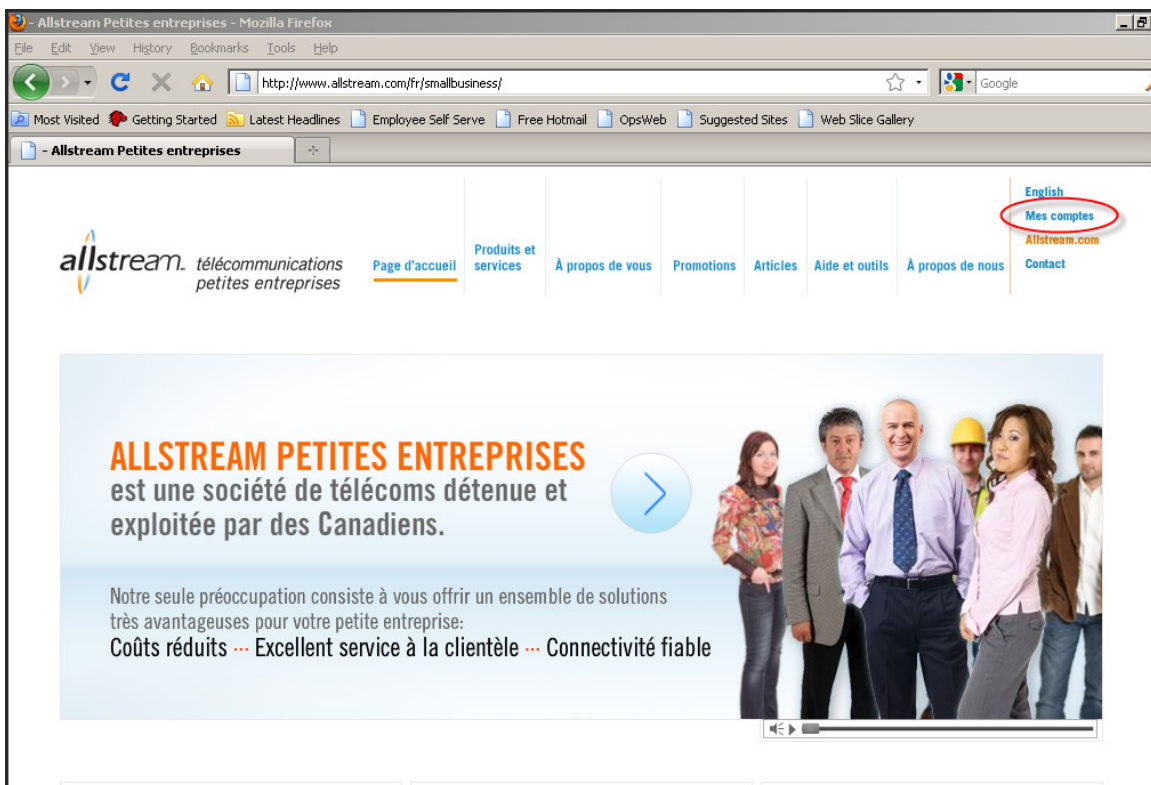 - Allstream Petites entreprises - Mozilla Firefox
File Edit View History Bookmarks Tools Help
http://www.allstream.com/fr/smallbusiness/
Google
Most Visited Getting Started Latest Headlines Employee Self Serve Free Hotmail OpsWeb Suggested Sites Web Slice Gallery
- Allstream Petites entreprises
English
Mes comptes
Allstream.com
Contact
allstream. télécommunications
petites entreprises
Page d'accueil
Produits et
services
À propos de vous
Promotions
Articles
Aide et outils
À propos de nous
ALLSTREAM PETITES ENTREPRISES
est une société de télécoms détenue et
exploitée par des Canadiens.
Notre seule préoccupation consiste à vous offrir un ensemble de solutions
très avantageuses pour votre petite entreprise:
Coûts réduits ··· Excellent service à la clientèle ··· Connectivité fiable